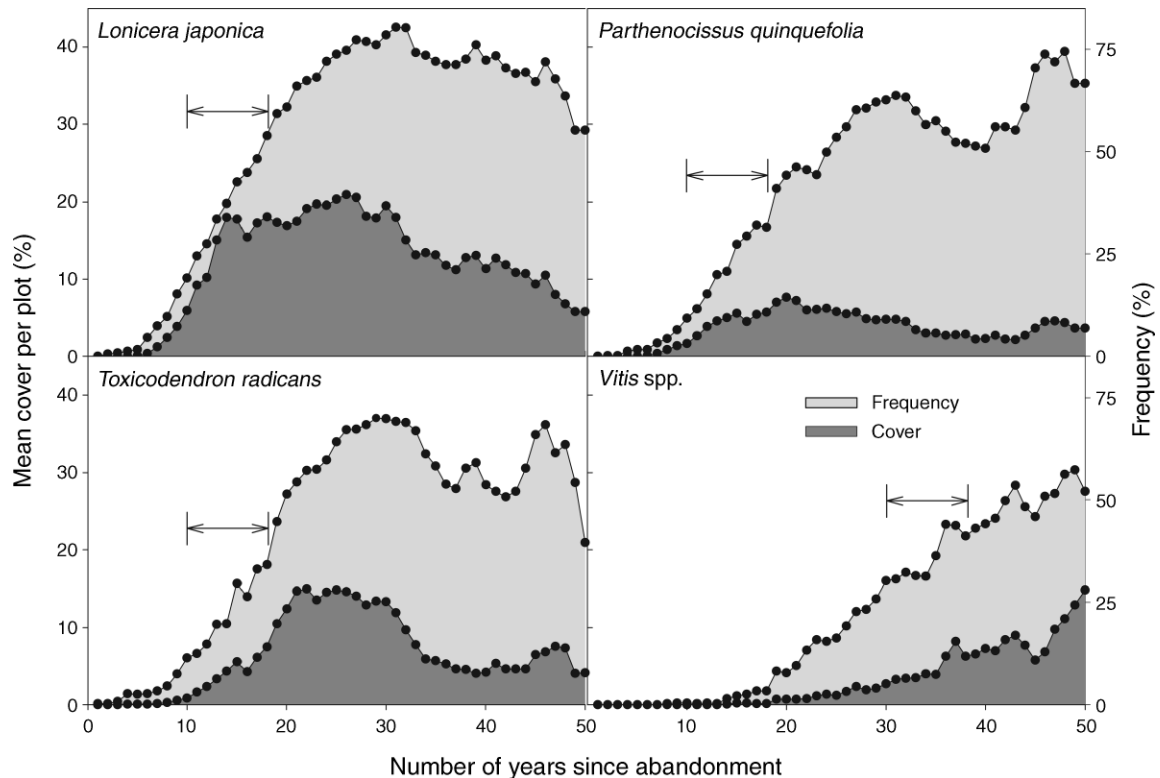 Lonicera japonica
Parthenocissus quinquefolia
40
30
20
10
0
75
50
25
0
Toxicodendron radicans
Vitis spp.
Frequency
Cover
40
30
20
10
0
75
50
25
0
0 10 20 30 40 50
10 20 30 40 50
Mean cover per plot (%)
Frequency (%)
Number of years since abandonment